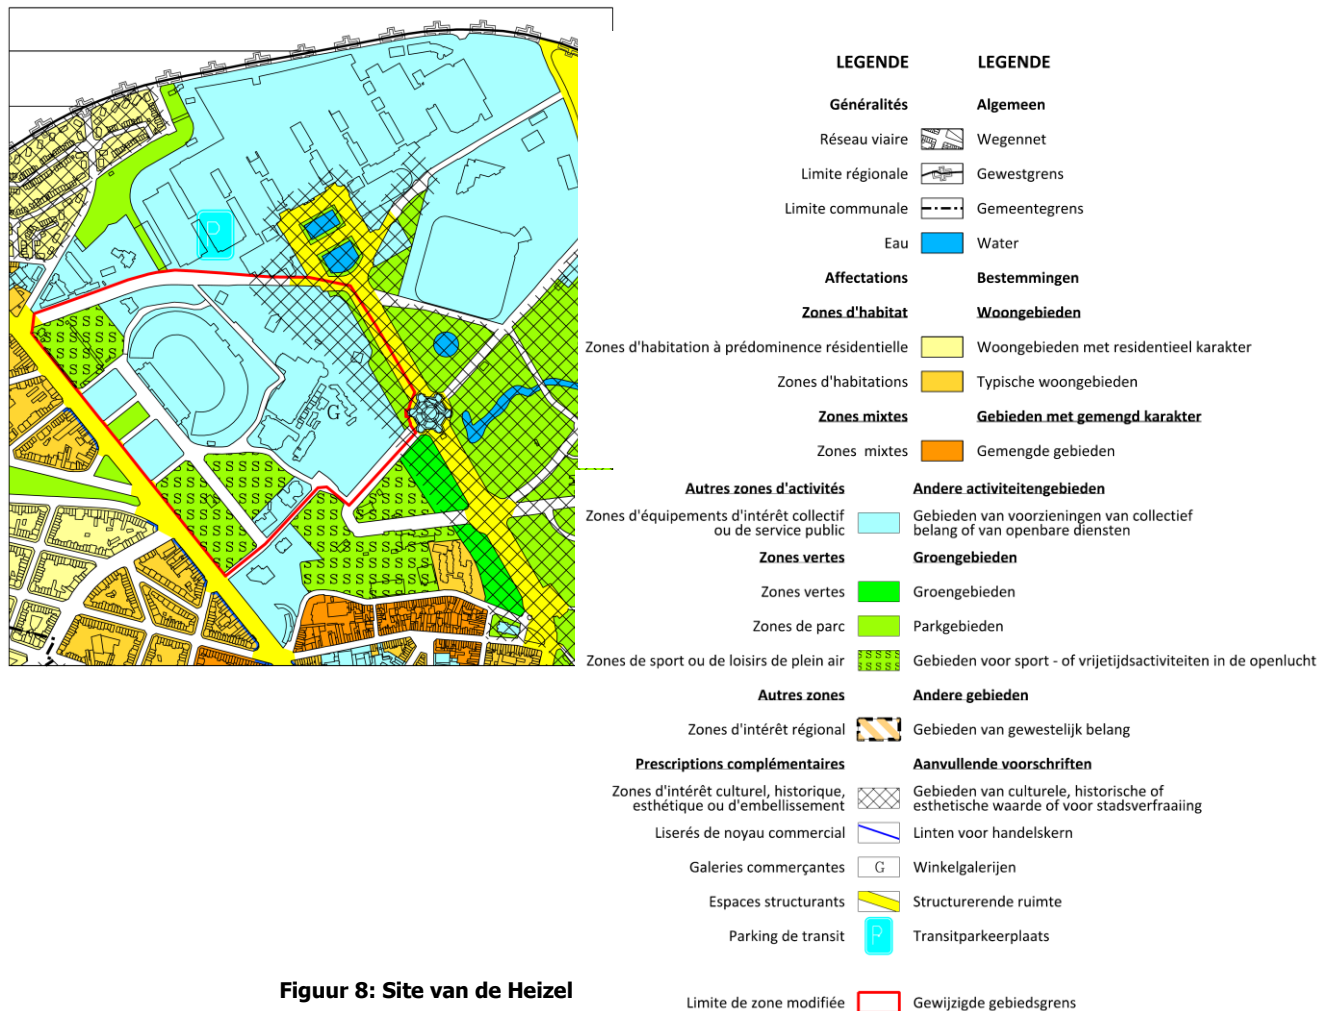 LEGENDE LEGENDE
Généralités Algemeen
Réseau viaire Wegennet
Limite régionale Gewestgrens
Limite communale Gemeentegrens
Eau Water
Affectations Bestemmingen
Zones d'habitat Woongebieden
Zones d'habitation à prédominence résidentielle Woongebieden met residentieel karakter
Zones d'habitations Typische woongebieden
Zones mixtes Gebieden met gemengd karakter
Zones mixtes Gemengde gebieden
Autres zones d'activités Andere activiteitengebieden
Zones d'équipements d'intérêt collectif Gebieden van voorzieningen van collectief
ou de service public belang of van openbare diensten
Zones vertes Groengebieden
Zones vertes Groengebieden
Zones de parc Parkgebieden
Zones de sport ou de loisirs de plein air Gebieden voor sport - of vrijetijdsactiviteiten in de openlucht
Autres zones Andere gebieden
Zones d'intérêt régional Gebieden van gewestelijk belang
Prescriptions complémentaires Aanvullende voorschriften
Zones d'intérêt culturel, historique, Gebieden van culturele, historische of
esthétique ou d'embellissement esthetische waarde of voor stadsverfraaiing
Liserés de noyau commercial Linten voor handelskern
Galeries commerçantes G Winkelgalerijen
Espaces structurants Structurerende ruimte
Parking de transit P Transitparkeerplaats
Limite de zone modifiée Gewijzigde gebiedsgrens
P
G
Figuur 8: Site van de Heizel